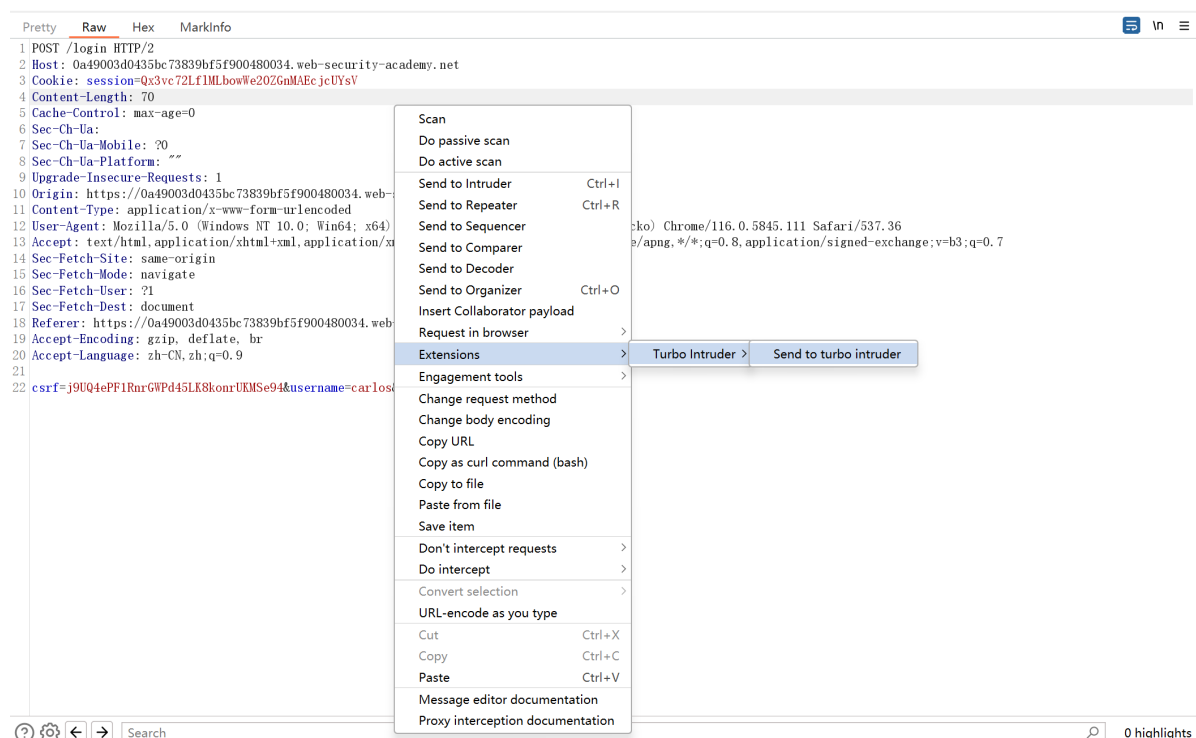 Pretty Raw Hex MarkInfo \n
1 POST /login HTTP/2
2 Host: 0a49003d0435bc73839bf5f900480034.web-security-academy.net
3 Cookie: session=Qx3vc72LflMLbowWe2OZGnMAEcjcUYsV
4 Content-Length: 70
5 Cache-Control: max-age=0
6 Sec-Ch-Ua:
7 Sec-Ch-Ua-Mobile: ?0
8 Sec-Ch-Ua-Platform: ""
9 Upgrade-Insecure-Requests: 1
10 Origin: https://0a49003d0435bc73839bf5f900480034.web-
11 Content-Type: application/x-www-form-urlencoded
12 User-Agent: Mozilla/5.0 (Windows NT 10.0; Win64; x64) cko) Chrome/116.0.5845.111 Safari/537.36
13 Accept: text/html,application/xhtml+xml,application/x e/apng,*/*;q=0.8,application/signed-exchange;v=b3;q=0.7
14 Sec-Fetch-Site: same-origin
15 Sec-Fetch-Mode: navigate
16 Sec-Fetch-User: ?1
17 Sec-Fetch-Dest: document
18 Referer: https://0a49003d0435bc73839bf5f900480034.web-
19 Accept-Encoding: gzip, deflate, br
20 Accept-Language: zh-CN,zh;q=0.9
21
22 csrf=j9UQ4ePF1RnrGWPd45LK8konrUKMSe94&username=carlos
Scan
Do passive scan
Do active scan
Send to Intruder Ctrl+I
Send to Repeater Ctrl+R
Send to Sequencer
Send to Comparer
Send to Decoder
Send to Organizer Ctrl+O
Insert Collaborator payload
Request in browser >
Extensions > Turbo Intruder > Send to turbo intruder
Engagement tools >
Change request method
Change body encoding
Copy URL
Copy as curl command (bash)
Copy to file
Paste from file
Save item
Don't intercept requests >
Do intercept >
Convert selection >
URL-encode as you type
Cut Ctrl+X
Copy Ctrl+C
Paste Ctrl+V
Message editor documentation
Proxy interception documentation
Search 0 highlights